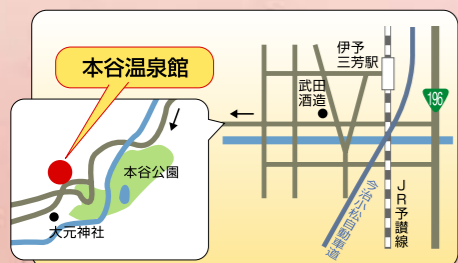 本谷温泉館
伊予
三芳駅
武田
酒造
196
本谷公園
大元神社
今治小松自動車道
JR予讃線